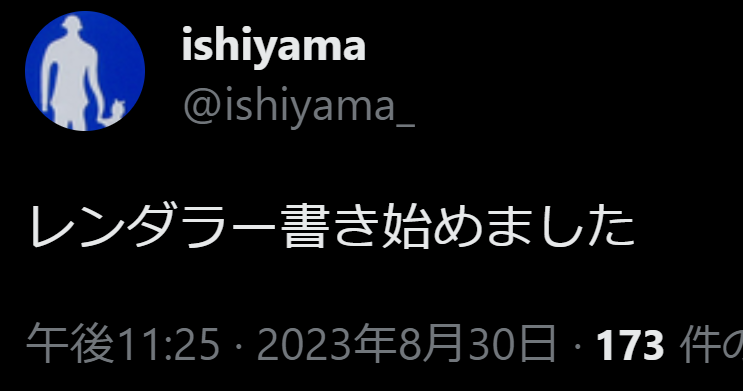 ishiyama
@ishiyama_
レンダラー書き始めました
午後11:25 · 2023年8月30日 · 173 件の